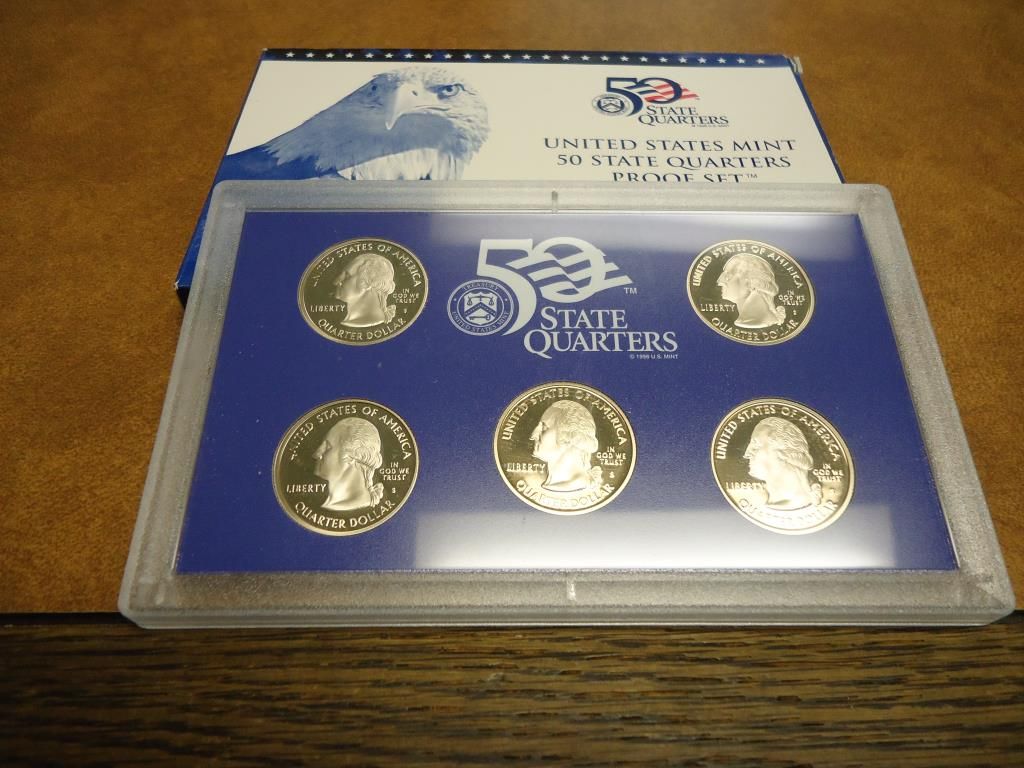 50
STATE
QUARTERS
UNITED STATES MINT
50 STATE QUARTERS
PROOF SET™
50™
STATE
QUARTERS
© 1999 U.S. MINT
UNITED STATES OF AMERICA
LIBERTY
IN
GOD WE
TRUST
S
QUARTER DOLLAR
UNITED STATES OF AMERICA
LIBERTY
IN
GOD WE
TRUST
S
QUARTER DOLLAR
UNITED STATES OF AMERICA
LIBERTY
IN
GOD WE
TRUST
S
QUARTER DOLLAR
UNITED STATES OF AMERICA
LIBERTY
IN
GOD WE
TRUST
S
QUARTER DOLLAR
UNITED STATES OF AMERICA
LIBERTY
IN
GOD WE
TRUST
QUARTER DOLLAR